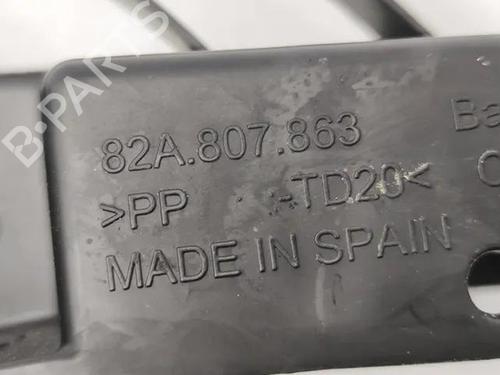 B-PARTS
82A.807.863
>PP -TD20<
MADE IN SPAIN